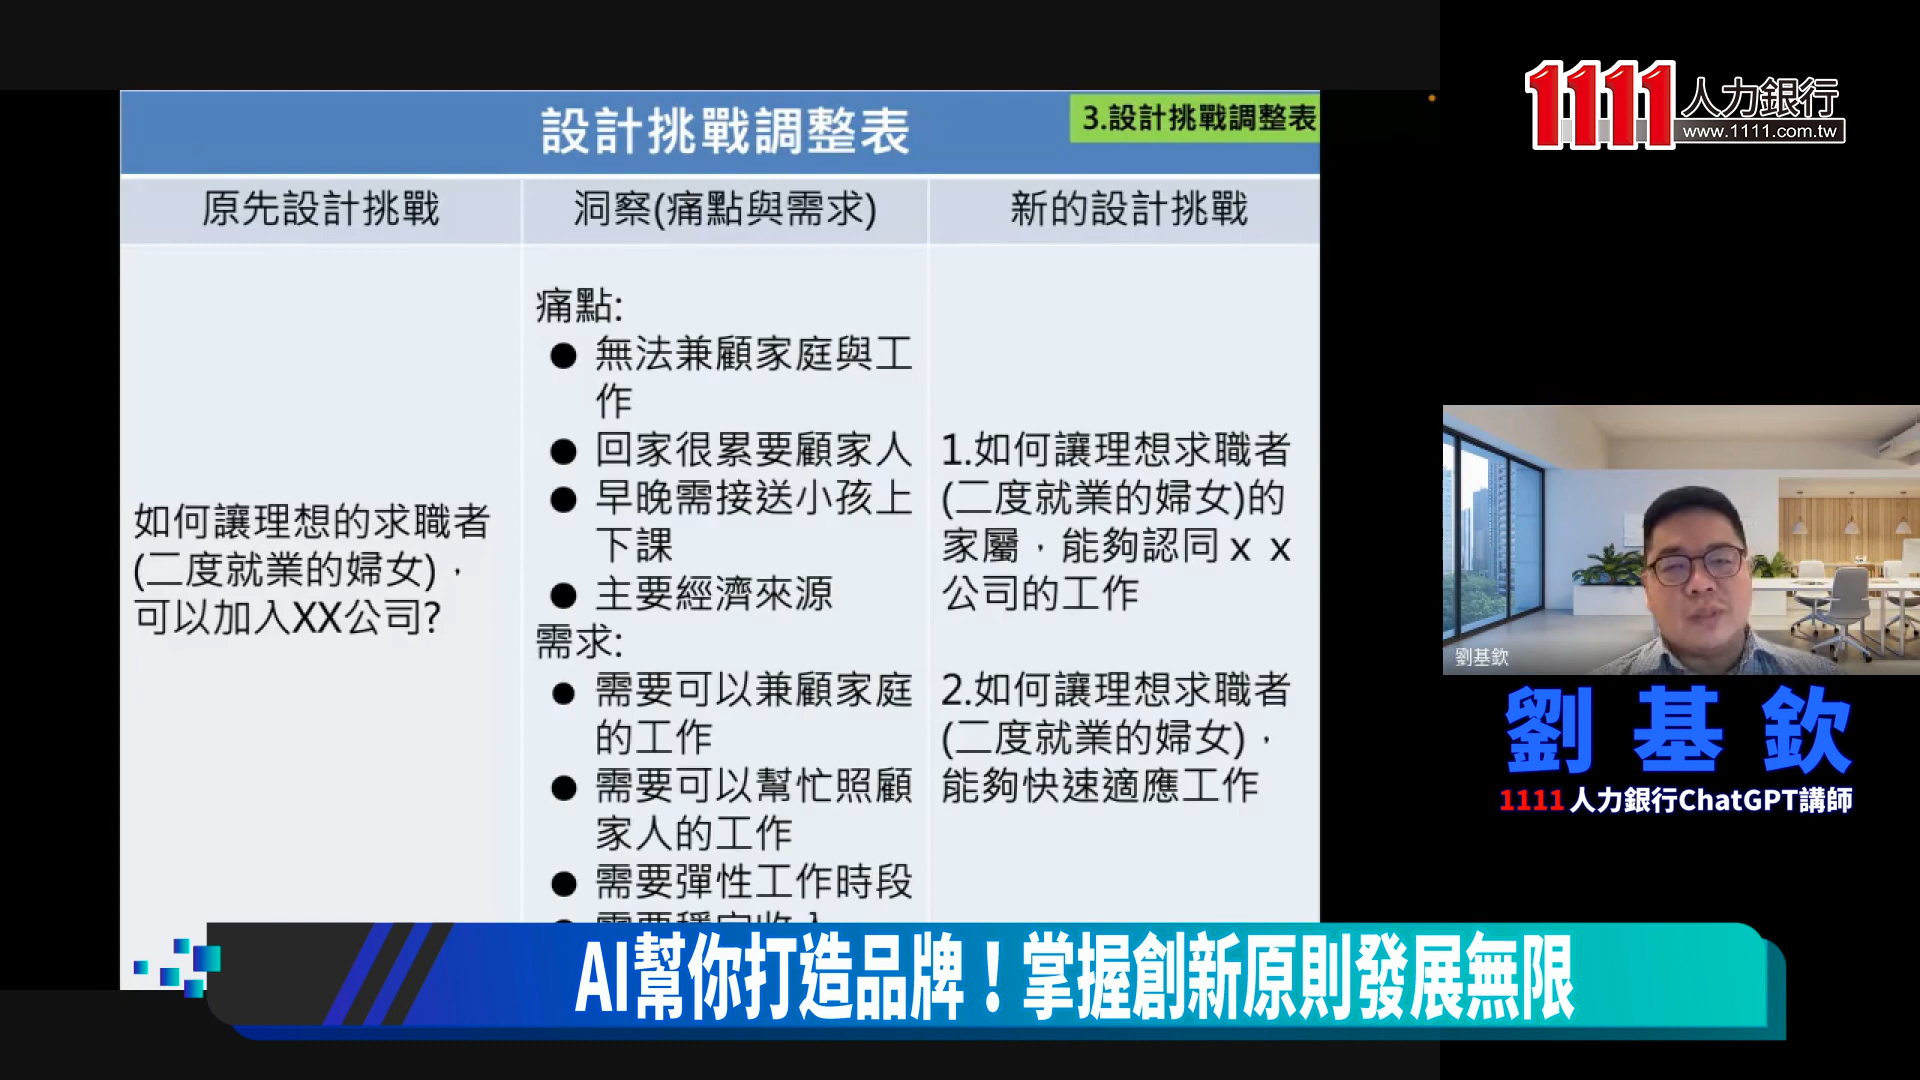 設計挑戰調整表
3.設計挑戰調整表
原先設計挑戰
洞察(痛點與需求)
新的設計挑戰
如何讓理想的求職者
(二度就業的婦女)，
可以加入XX公司?
痛點:
● 無法兼顧家庭與工
作
● 回家很累要顧家人
● 早晚需接送小孩上
下課
● 主要經濟來源
需求:
● 需要可以兼顧家庭
的工作
● 需要可以幫忙照顧
家人的工作
● 需要彈性工作時段
1.如何讓理想求職者
(二度就業的婦女)的
家屬，能夠認同ｘｘ
公司的工作
2.如何讓理想求職者
(二度就業的婦女)，
能夠快速適應工作
1111人力銀行
www.1111.com.tw
劉基欽
劉基欽
1111人力銀行ChatGPT講師
AI幫你打造品牌！掌握創新原則發展無限